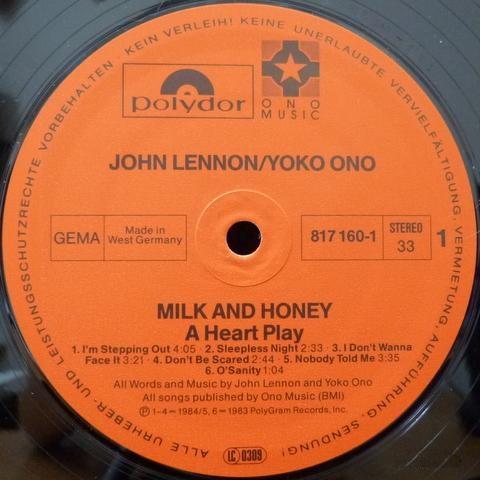 ALLE URHEBER- UND LEISTUNGSSCHUTZRECHTE VORBEHALTEN · KEIN VERLEIH! KEINE UNERLAUBTE VERVIELFÄLTIGUNG, VERMIETUNG, AUFFÜHRUNG, SENDUNG!
polydor
ONO
MUSIC
JOHN LENNON/YOKO ONO
GEMA
Made in
West Germany
817 160-1
STEREO
33
1
MILK AND HONEY
A Heart Play
1. I'm Stepping Out 4:05 · 2. Sleepless Night 2:33 · 3. I Don't Wanna
Face It 3:21 · 4. Don't Be Scared 2:44 · 5. Nobody Told Me 3:35
6. O'Sanity 1:04
All Words and Music by John Lennon and Yoko Ono
All songs published by Ono Music (BMI)
℗ 1–4 = 1984/5, 6 = 1983 PolyGram Records, Inc.
LC 0309